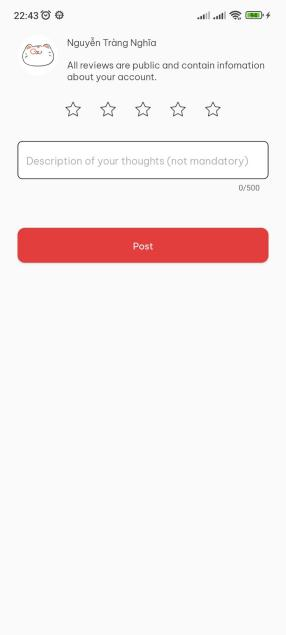 22:43
Nguyễn Tràng Nghĩa
All reviews are public and contain infomation
about your account.
Description of your thoughts (not mandatory)
0/500
Post